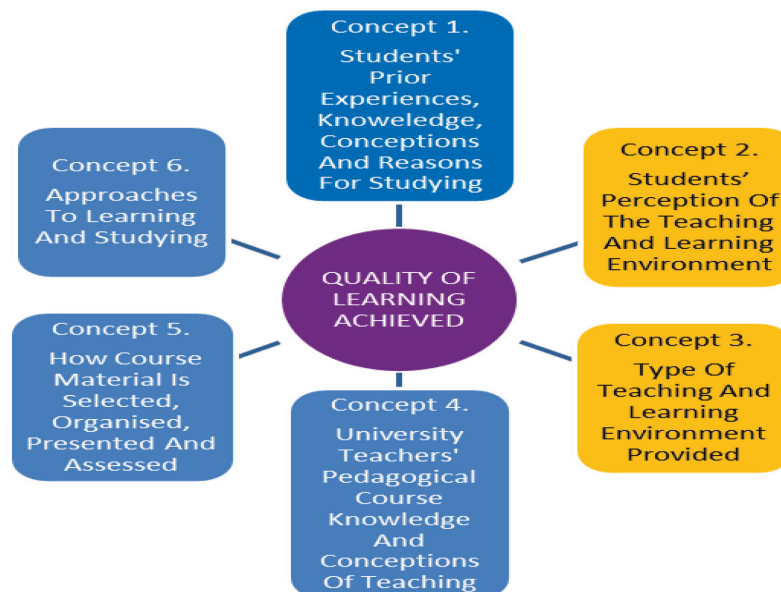 Concept 1.
Students'
Prior
Experiences,
Knoweledge,
Conceptions
And Reasons
For Studying
Concept 2.
Students’
Perception Of
The Teaching
And Learning
Environment
Concept 3.
Type Of
Teaching And
Learning
Environment
Provided
Concept 4.
University
Teachers'
Pedagogical
Course
Knowledge
And
Conceptions
Of Teaching
Concept 5.
How Course
Material Is
Selected,
Organised,
Presented And
Assessed
Concept 6.
Approaches
To Learning
And Studying
QUALITY OF
LEARNING
ACHIEVED